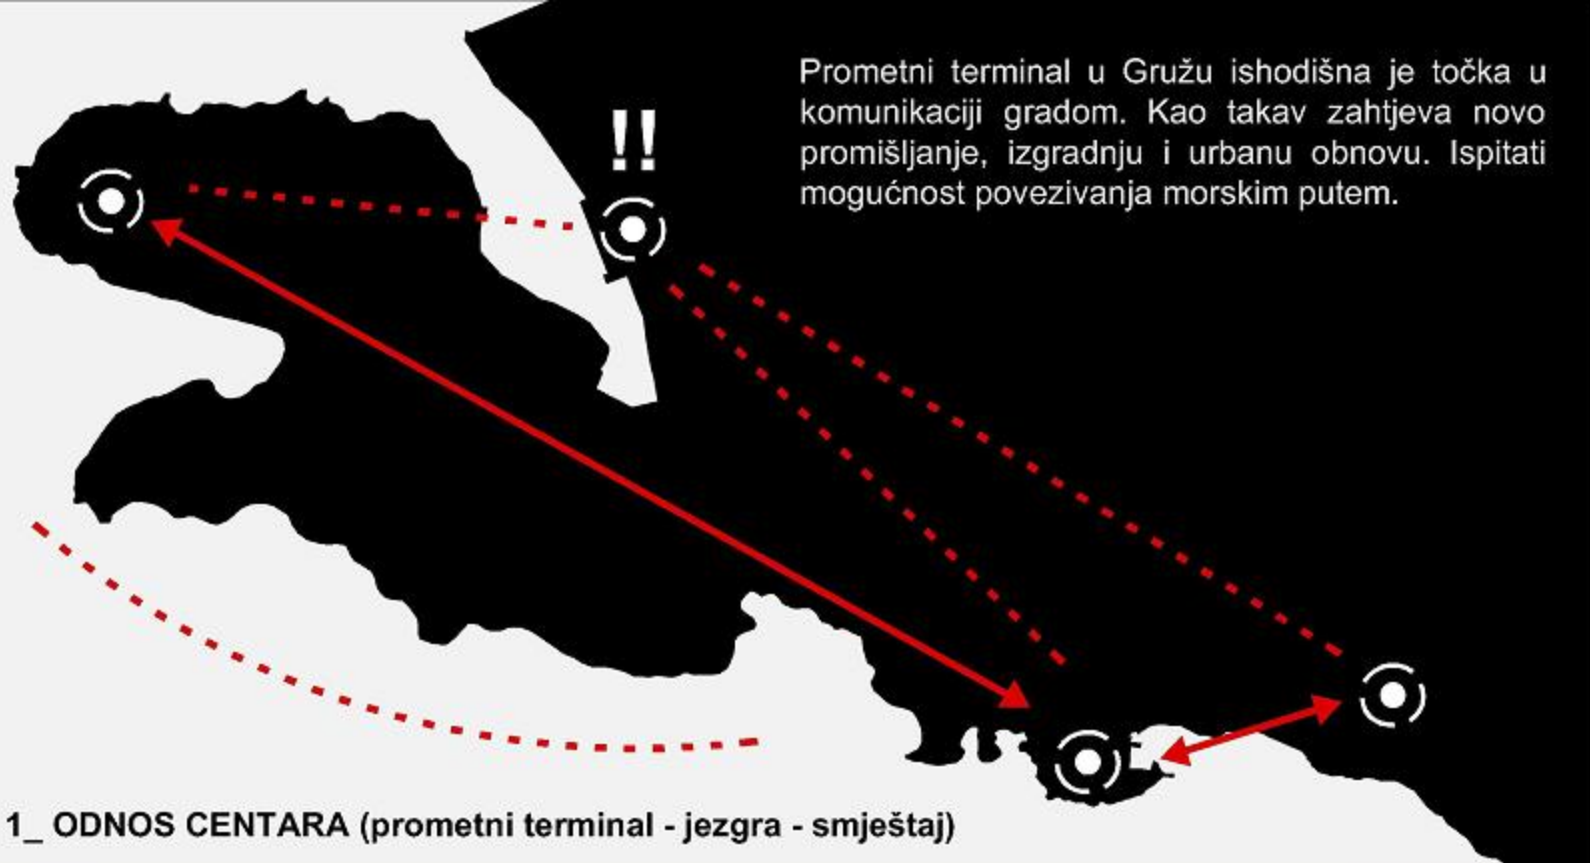 Prometni terminal u Gružu ishodišna je točka u
komunikaciji gradom. Kao takav zahtjeva novo
promišljanje, izgradnju i urbanu obnovu. Ispitati
mogućnost povezivanja morskim putem.
!!
1_ ODNOS CENTARA (prometni terminal - jezgra - smještaj)